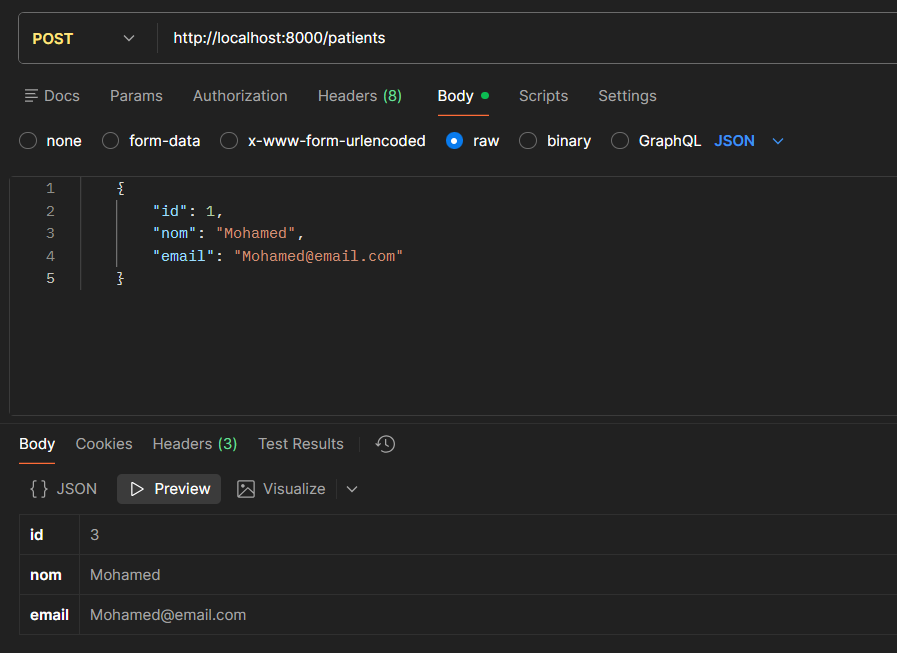 POST http://localhost:8000/patients
Docs Params Authorization Headers (8) Body Scripts Settings
none form-data x-www-form-urlencoded raw binary GraphQL JSON
1 {
2 "id": 1,
3 "nom": "Mohamed",
4 "email": "Mohamed@email.com"
5 }
Body Cookies Headers (3) Test Results
{} JSON Preview Visualize
id 3
nom Mohamed
email Mohamed@email.com